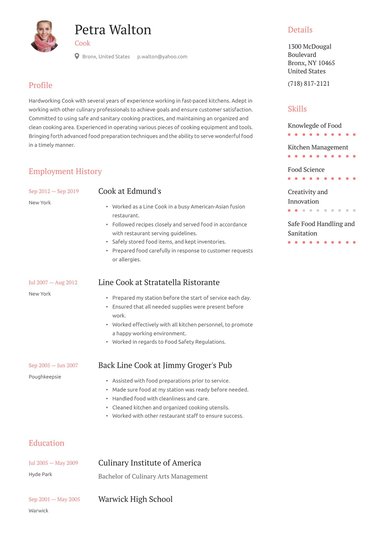 Petra Walton
Cook
Bronx, United States    p.walton@yahoo.com
Profile
Hardworking Cook with several years of experience working in fast-paced kitchens. Adept in
working with other culinary professionals to achieve goals and ensure customer satisfaction.
Committed to using safe and sanitary cooking practices, and maintaining an organized and
clean cooking area. Experienced in operating various pieces of cooking equipment and tools.
Bringing forth advanced food preparation techniques and the ability to serve wonderful food
in a timely manner.
Employment History
Sep 2012 — Sep 2019
New York
Cook at Edmund's
• Worked as a Line Cook in a busy American-Asian fusion
restaurant.
• Followed recipes closely and served food in accordance
with restaurant serving guidelines.
• Safely stored food items, and kept inventories.
• Prepared food carefully in response to customer requests
or allergies.
Jul 2007 — Aug 2012
New York
Line Cook at Stratatella Ristorante
• Prepared my station before the start of service each day.
• Ensured that all needed supplies were present before
work.
• Worked effectively with all kitchen personnel, to promote
a happy working environment.
• Worked in regards to Food Safety Regulations.
Sep 2005 — Jun 2007
Poughkeepsie
Back Line Cook at Jimmy Groger's Pub
• Assisted with food preparations prior to service.
• Made sure food at my station was ready before needed.
• Handled food with cleanliness and care.
• Cleaned kitchen and organized cooking utensils.
• Worked with other restaurant staff to ensure success.
Education
Jul 2005 — May 2009
Hyde Park
Culinary Institute of America
Bachelor of Culinary Arts Management
Sep 2001 — May 2005
Warwick
Warwick High School
Details
1300 McDougal
Boulevard
Bronx, NY 10465
United States
(718) 817-2121
Skills
Knowlegde of Food
Kitchen Management
Food Science
Creativity and
Innovation
Safe Food Handling and
Sanitation